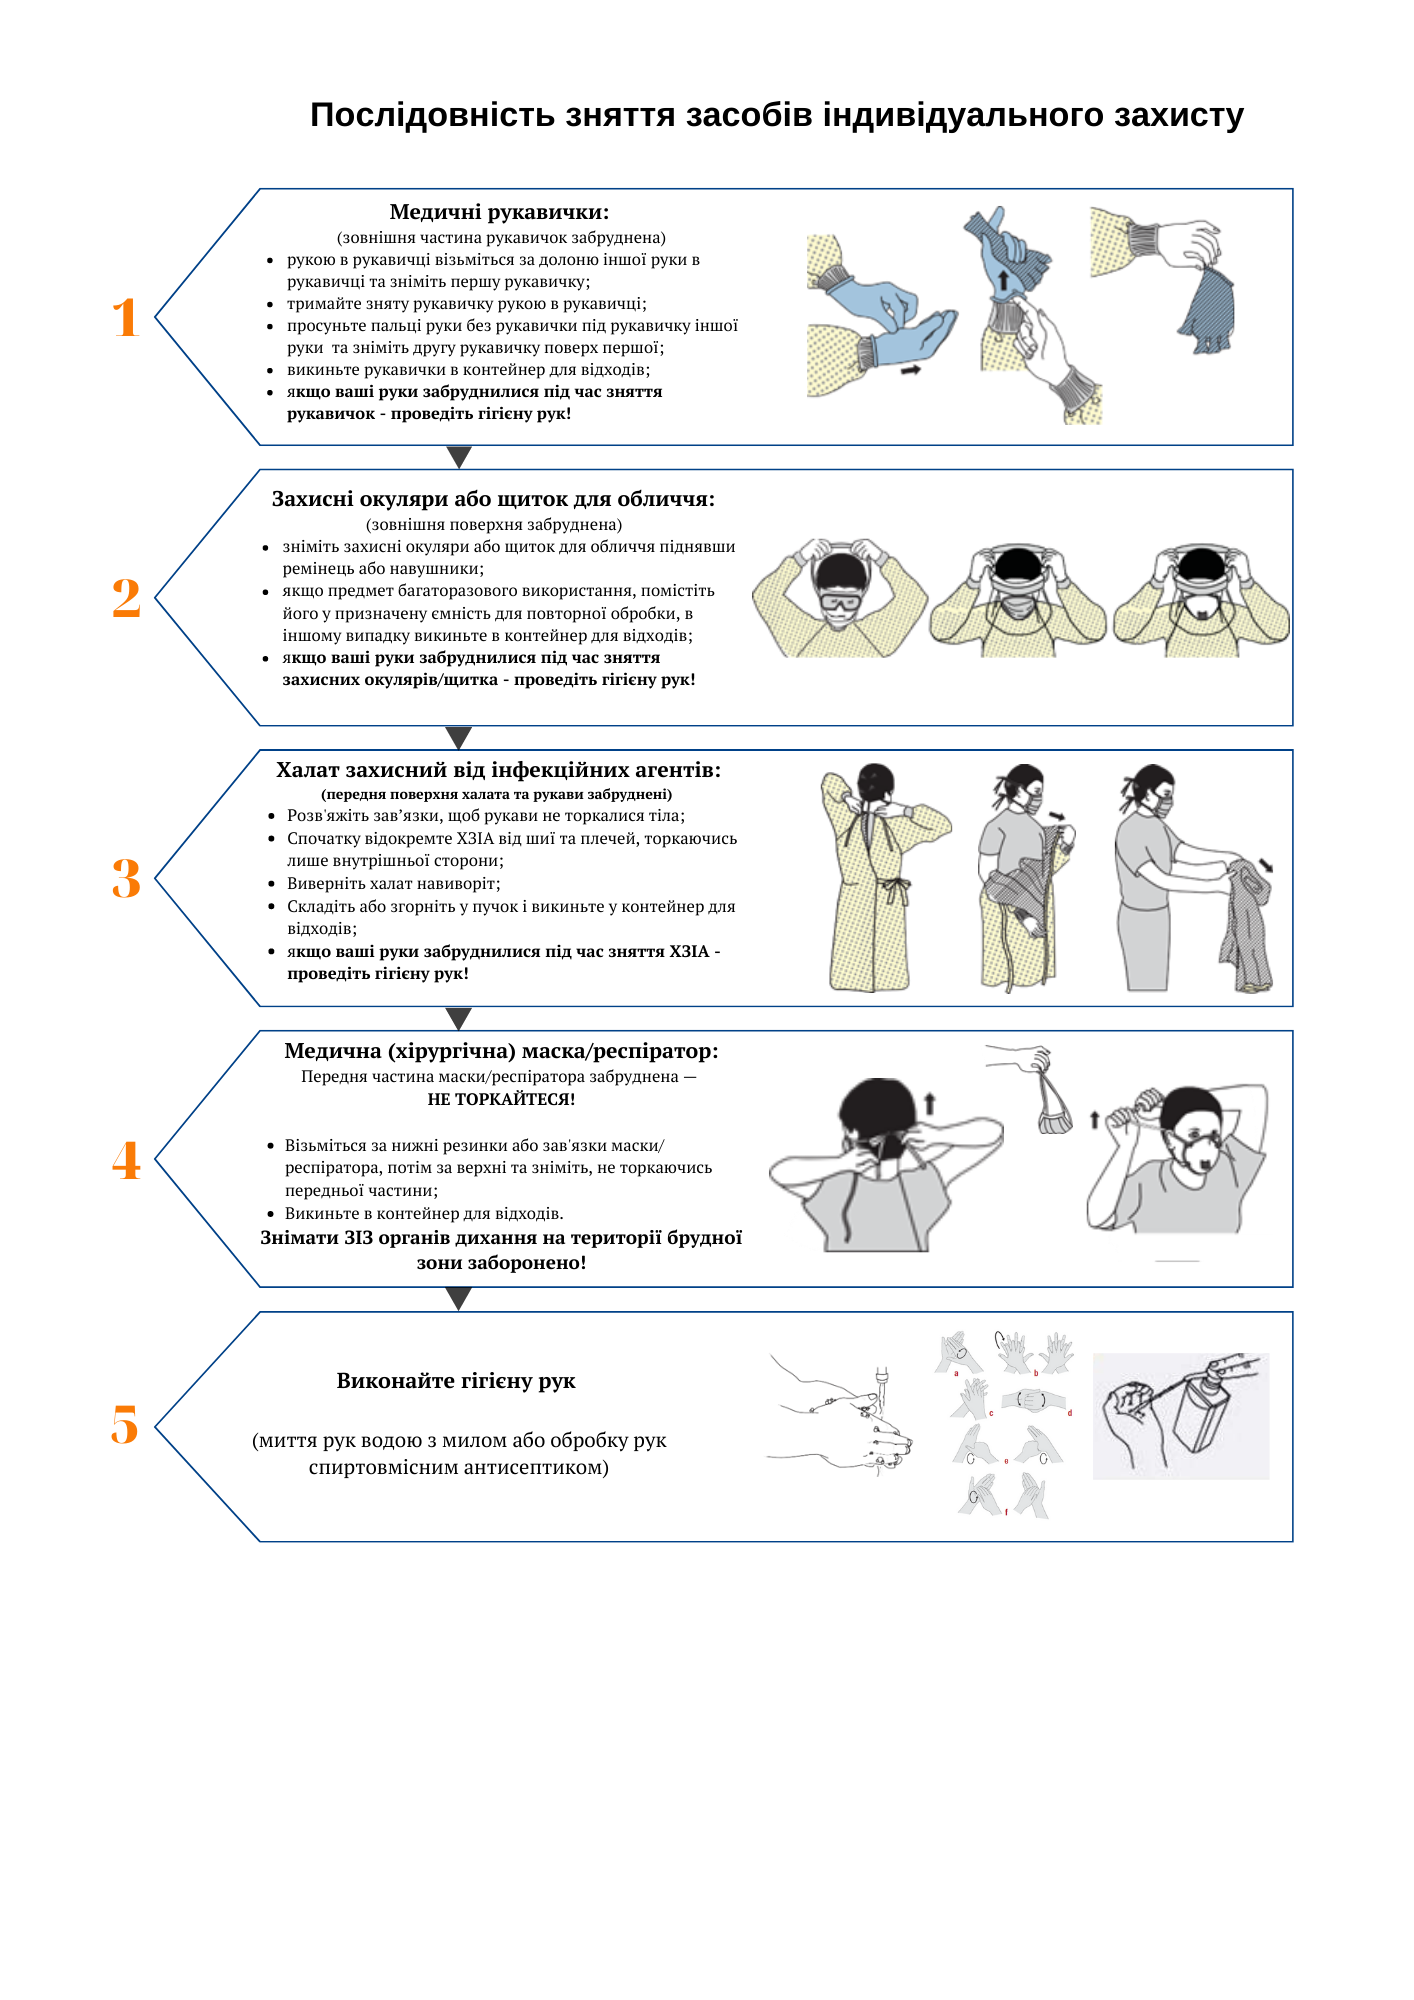 Послідовність зняття засобів індивідуального захисту
1
Медичні рукавички:
(зовнішня частина рукавичок забруднена)
• рукою в рукавичці візьміться за долоню іншої руки в
рукавичці та зніміть першу рукавичку;
• тримайте зняту рукавичку рукою в рукавичці;
• просуньте пальці руки без рукавички під рукавичку іншої
руки та зніміть другу рукавичку поверх першої;
• викиньте рукавички в контейнер для відходів;
• якщо ваші руки забруднилися під час зняття
рукавичок - проведіть гігієну рук!
2
Захисні окуляри або щиток для обличчя:
(зовнішня поверхня забруднена)
• зніміть захисні окуляри або щиток для обличчя піднявши
ремінець або навушники;
• якщо предмет багаторазового використання, помістіть
його у призначену ємність для повторної обробки, в
іншому випадку викиньте в контейнер для відходів;
• якщо ваші руки забруднилися під час зняття
захисних окулярів/щитка - проведіть гігієну рук!
3
Халат захисний від інфекційних агентів:
(передня поверхня халата та рукави забруднені)
• Розв'яжіть зав’язки, щоб рукави не торкалися тіла;
• Спочатку відокремте ХЗІА від шиї та плечей, торкаючись
лише внутрішньої сторони;
• Виверніть халат навиворіт;
• Складіть або згорніть у пучок і викиньте у контейнер для
відходів;
• якщо ваші руки забруднилися під час зняття ХЗІА -
проведіть гігієну рук!
4
Медична (хірургічна) маска/респіратор:
Передня частина маски/респіратора забруднена —
НЕ ТОРКАЙТЕСЯ!
• Візьміться за нижні резинки або зав'язки маски/
респіратора, потім за верхні та зніміть, не торкаючись
передньої частини;
• Викиньте в контейнер для відходів.
Знімати ЗІЗ органів дихання на території брудної
зони заборонено!
5
Виконайте гігієну рук
(миття рук водою з милом або обробку рук
спиртовмісним антисептиком)
a b
c d
e
f